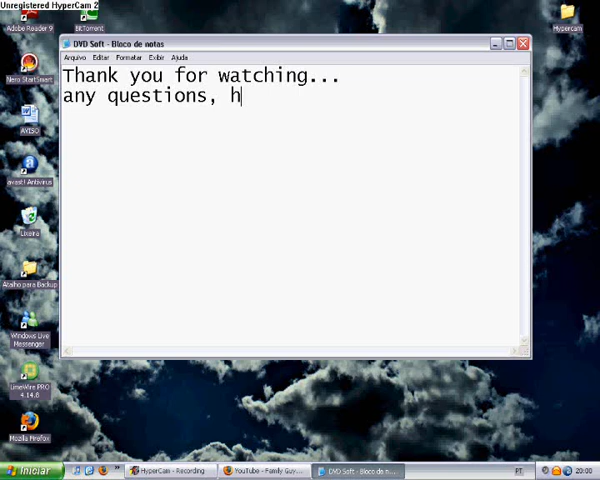 Unregistered HyperCam 2
Adobe Reader 9
BitTorrent
Hypercam
DVD Soft - Bloco de notas
Arquivo Editar Formatar Exibir Ajuda
Thank you for watching...
any questions, h
Nero StartSmart
AVISO
avast! Antivirus
Lixeira
Atalho para Backup
Windows Live
Messenger
LimeWire PRO
4.14.8
Mozilla Firefox
Iniciar
HyperCam - Recording
YouTube - Family Guy...
DVD Soft - Bloco de n...
PT
20:00